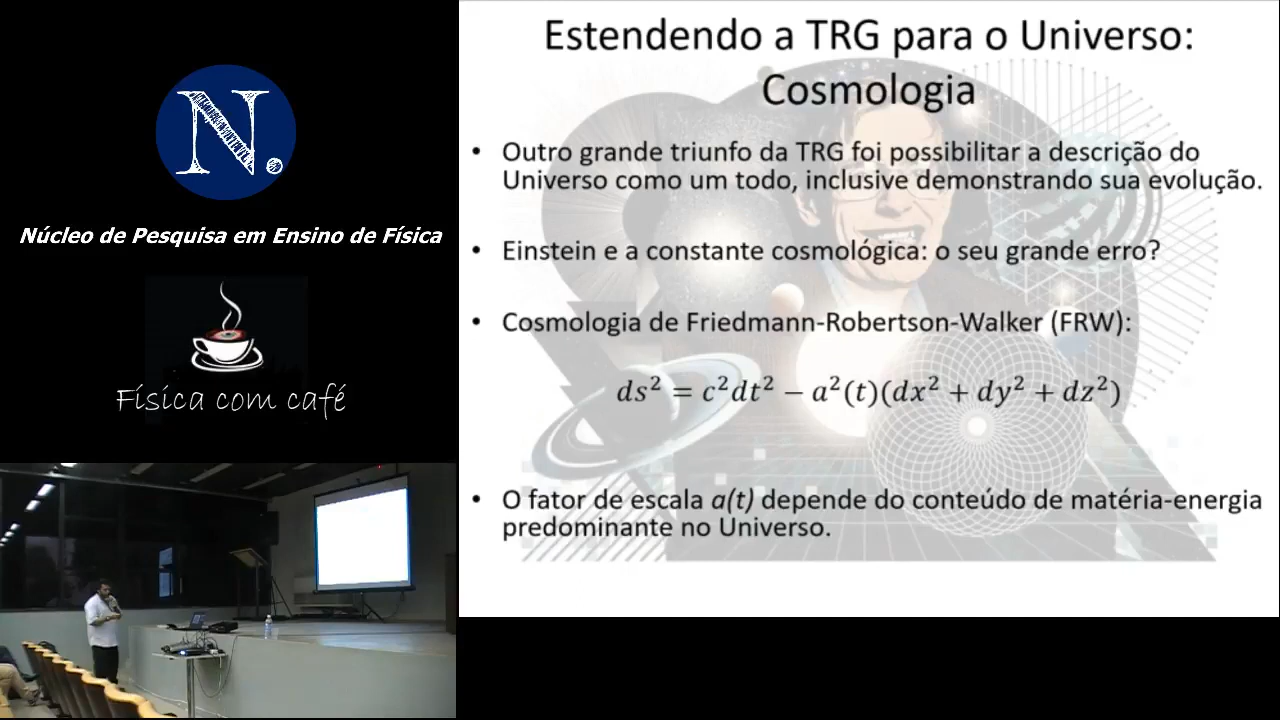 N.
Núcleo de Pesquisa em Ensino de Física
Física com café
Estendendo a TRG para o Universo:
Cosmologia
• Outro grande triunfo da TRG foi possibilitar a descrição do
Universo como um todo, inclusive demonstrando sua evolução.
• Einstein e a constante cosmológica: o seu grande erro?
• Cosmologia de Friedmann-Robertson-Walker (FRW):
ds² = c²dt² − a²(t)(dx² + dy² + dz²)
• O fator de escala a(t) depende do conteúdo de matéria-energia
predominante no Universo.